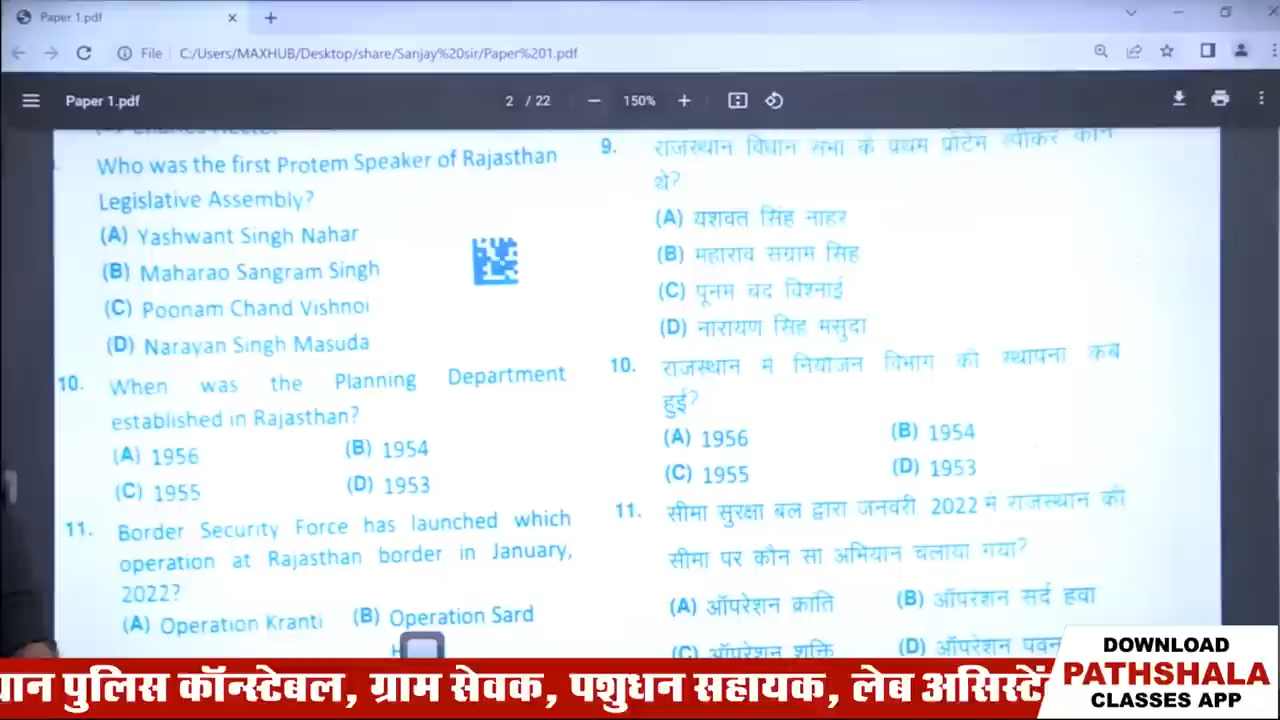 Paper 1.pdf
File C:/Users/MAXHUB/Desktop/share/Sanjay%20sir/Paper%201.pdf
Paper 1.pdf 2 / 22 150%
Who was the first Protem Speaker of Rajasthan
Legislative Assembly?
(A) Yashwant Singh Nahar
(B) Maharao Sangram Singh
(C) Poonam Chand Vishnoi
(D) Narayan Singh Masuda
10. When was the Planning Department
established in Rajasthan?
(A) 1956 (B) 1954
(C) 1955 (D) 1953
11. Border Security Force has launched which
operation at Rajasthan border in January,
2022?
(A) Operation Kranti (B) Operation Sard
9. राजस्थान विधान सभा के प्रथम प्रोटेम स्पीकर कौन
थे?
(A) यशवंत सिंह नाहर
(B) महाराव संग्राम सिंह
(C) पूनम चंद विश्नोई
(D) नारायण सिंह मसूदा
10. राजस्थान में नियोजन विभाग की स्थापना कब
हुई?
(A) 1956 (B) 1954
(C) 1955 (D) 1953
11. सीमा सुरक्षा बल द्वारा जनवरी 2022 में राजस्थान की
सीमा पर कौन सा अभियान चलाया गया?
(A) ऑपरेशन क्रांति (B) ऑपरेशन सर्द हवा
(C) ऑपरेशन शक्ति (D) ऑपरेशन पवन
पुलिस कॉन्स्टेबल, ग्राम सेवक, पशुधन सहायक, लेब
DOWNLOAD
PATHSHALA
CLASSES APP